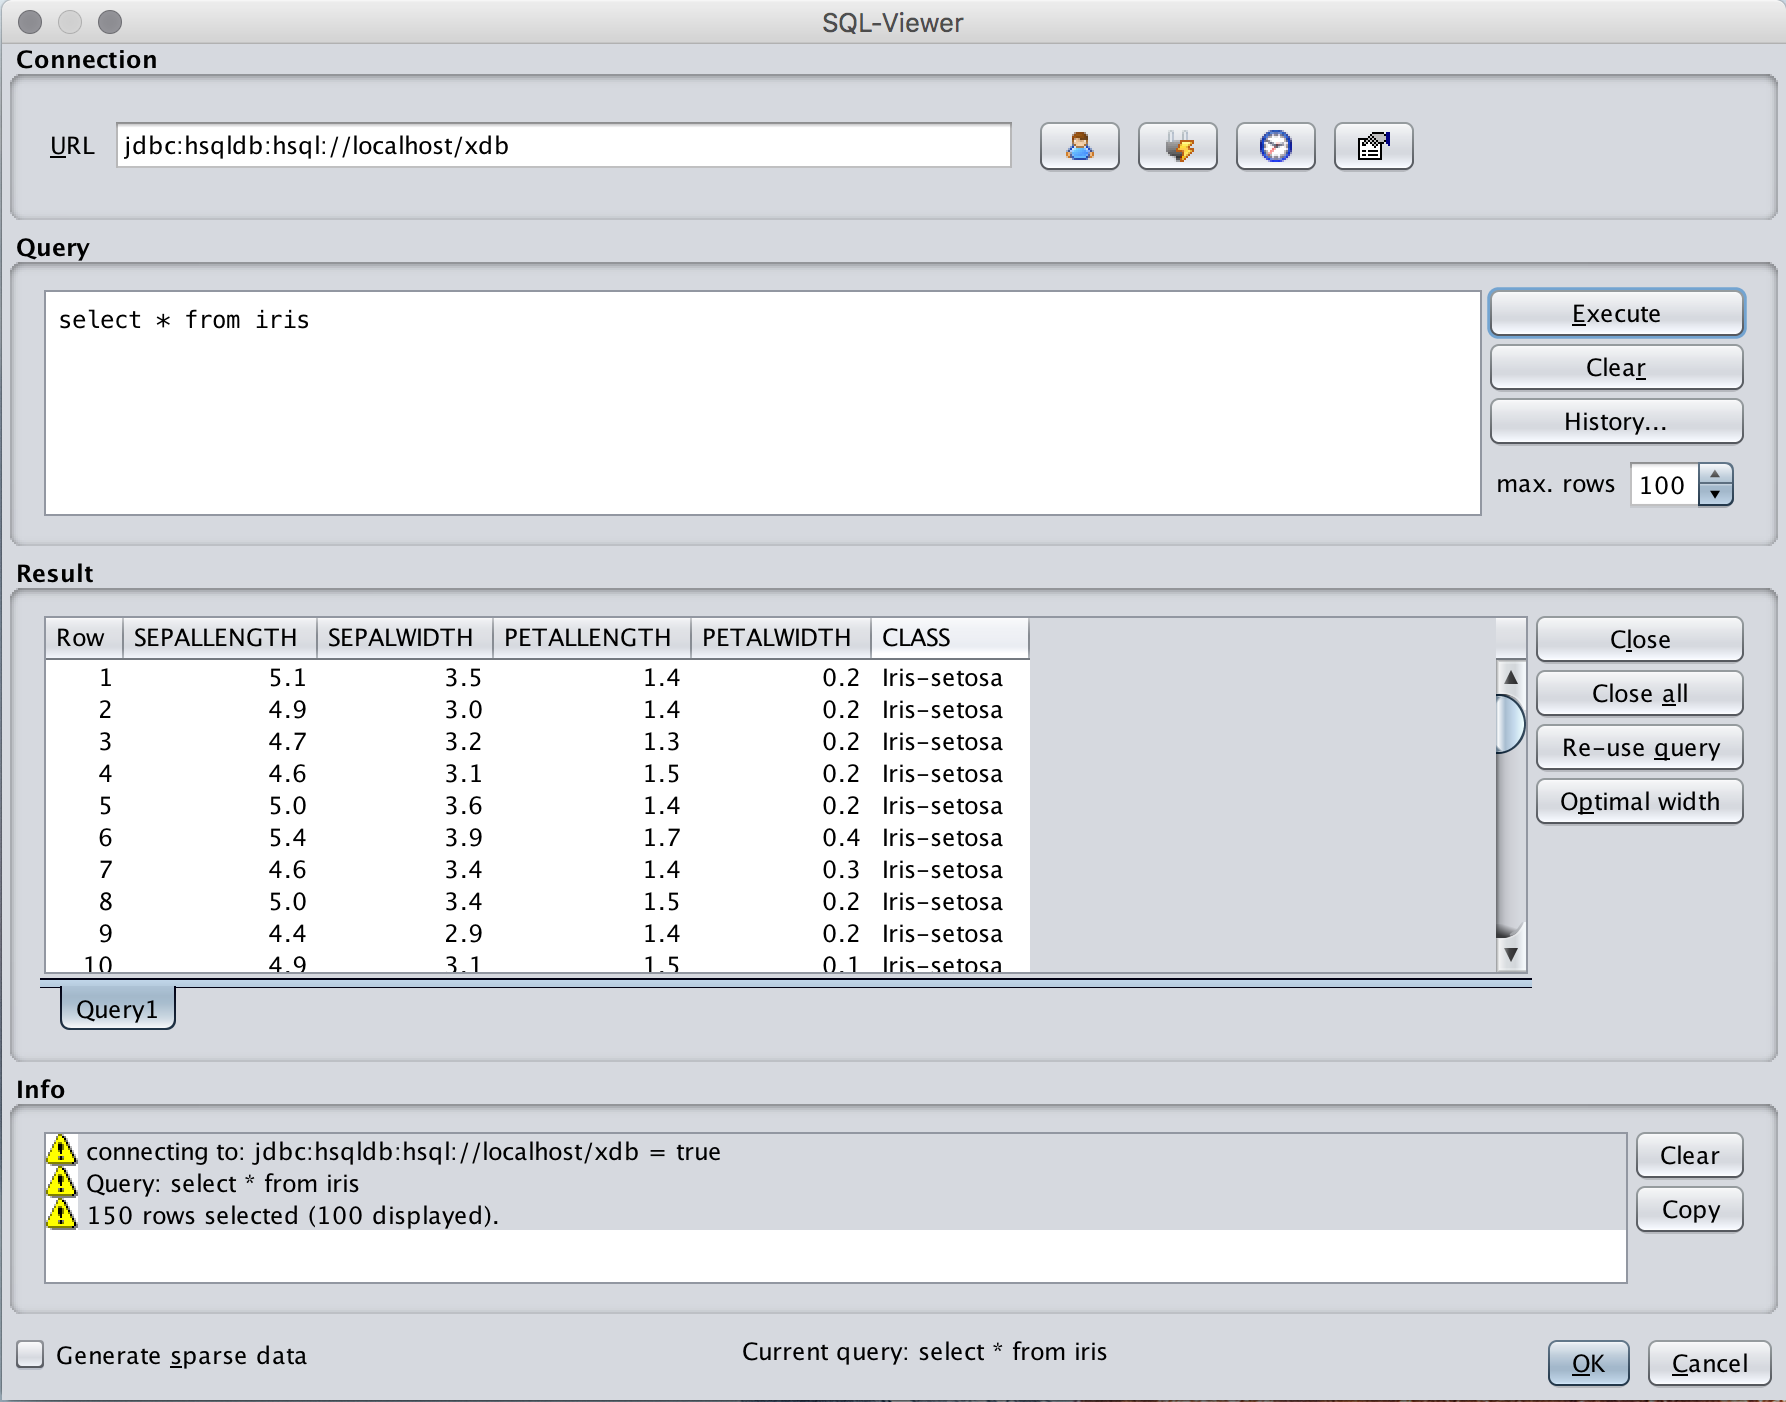 SQL-Viewer
Connection
URL jdbc:hsqldb:hsql://localhost/xdb
Query
select * from iris
Execute
Clear
History...
max. rows 100
Result
Row SEPALLENGTH SEPALWIDTH PETALLENGTH PETALWIDTH CLASS
1 5.1 3.5 1.4 0.2 Iris-setosa
2 4.9 3.0 1.4 0.2 Iris-setosa
3 4.7 3.2 1.3 0.2 Iris-setosa
4 4.6 3.1 1.5 0.2 Iris-setosa
5 5.0 3.6 1.4 0.2 Iris-setosa
6 5.4 3.9 1.7 0.4 Iris-setosa
7 4.6 3.4 1.4 0.3 Iris-setosa
8 5.0 3.4 1.5 0.2 Iris-setosa
9 4.4 2.9 1.4 0.2 Iris-setosa
10 4.9 3.1 1.5 0.1 Iris-setosa
Close
Close all
Re-use query
Optimal width
Query1
Info
connecting to: jdbc:hsqldb:hsql://localhost/xdb = true
Query: select * from iris
150 rows selected (100 displayed).
Clear
Copy
Generate sparse data
Current query: select * from iris
OK
Cancel